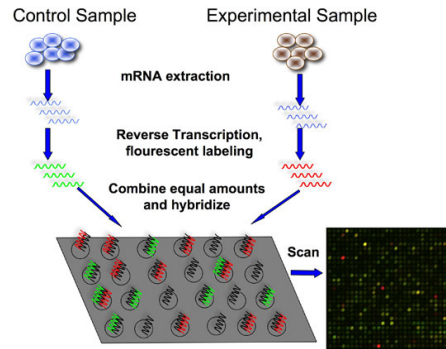 Control Sample
Experimental Sample
mRNA extraction
Reverse Transcription,
flourescent labeling
Combine equal amounts
and hybridize
Scan